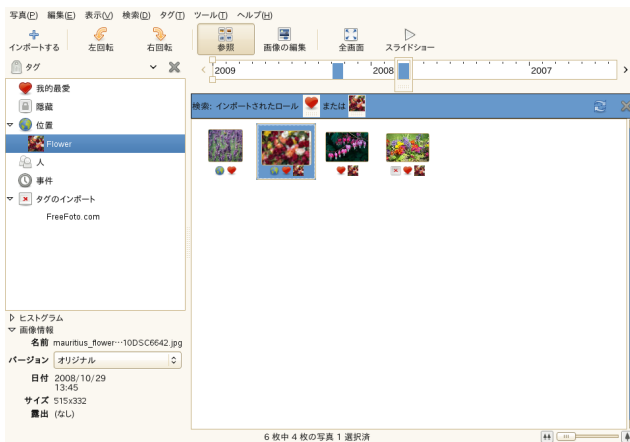 写真(P) 編集(E) 表示(V) 検索(D) タグ(T) ツール(T) ヘルプ(H)
インポートする 左回転 右回転 参照 画像の編集 全画面 スライドショー
タグ
2009 2008 2007
我的最愛
隱藏
位置
Flower
人
事件
タグのインポート
FreeFoto.com
検索: インポートされたロール または
ヒストグラム
画像情報
名前 mauritius_flower…10DSC6642.jpg
バージョン オリジナル
日付 2008/10/29
13:45
サイズ 515x332
露出 (なし)
6 枚中 4 枚の写真 1 選択済